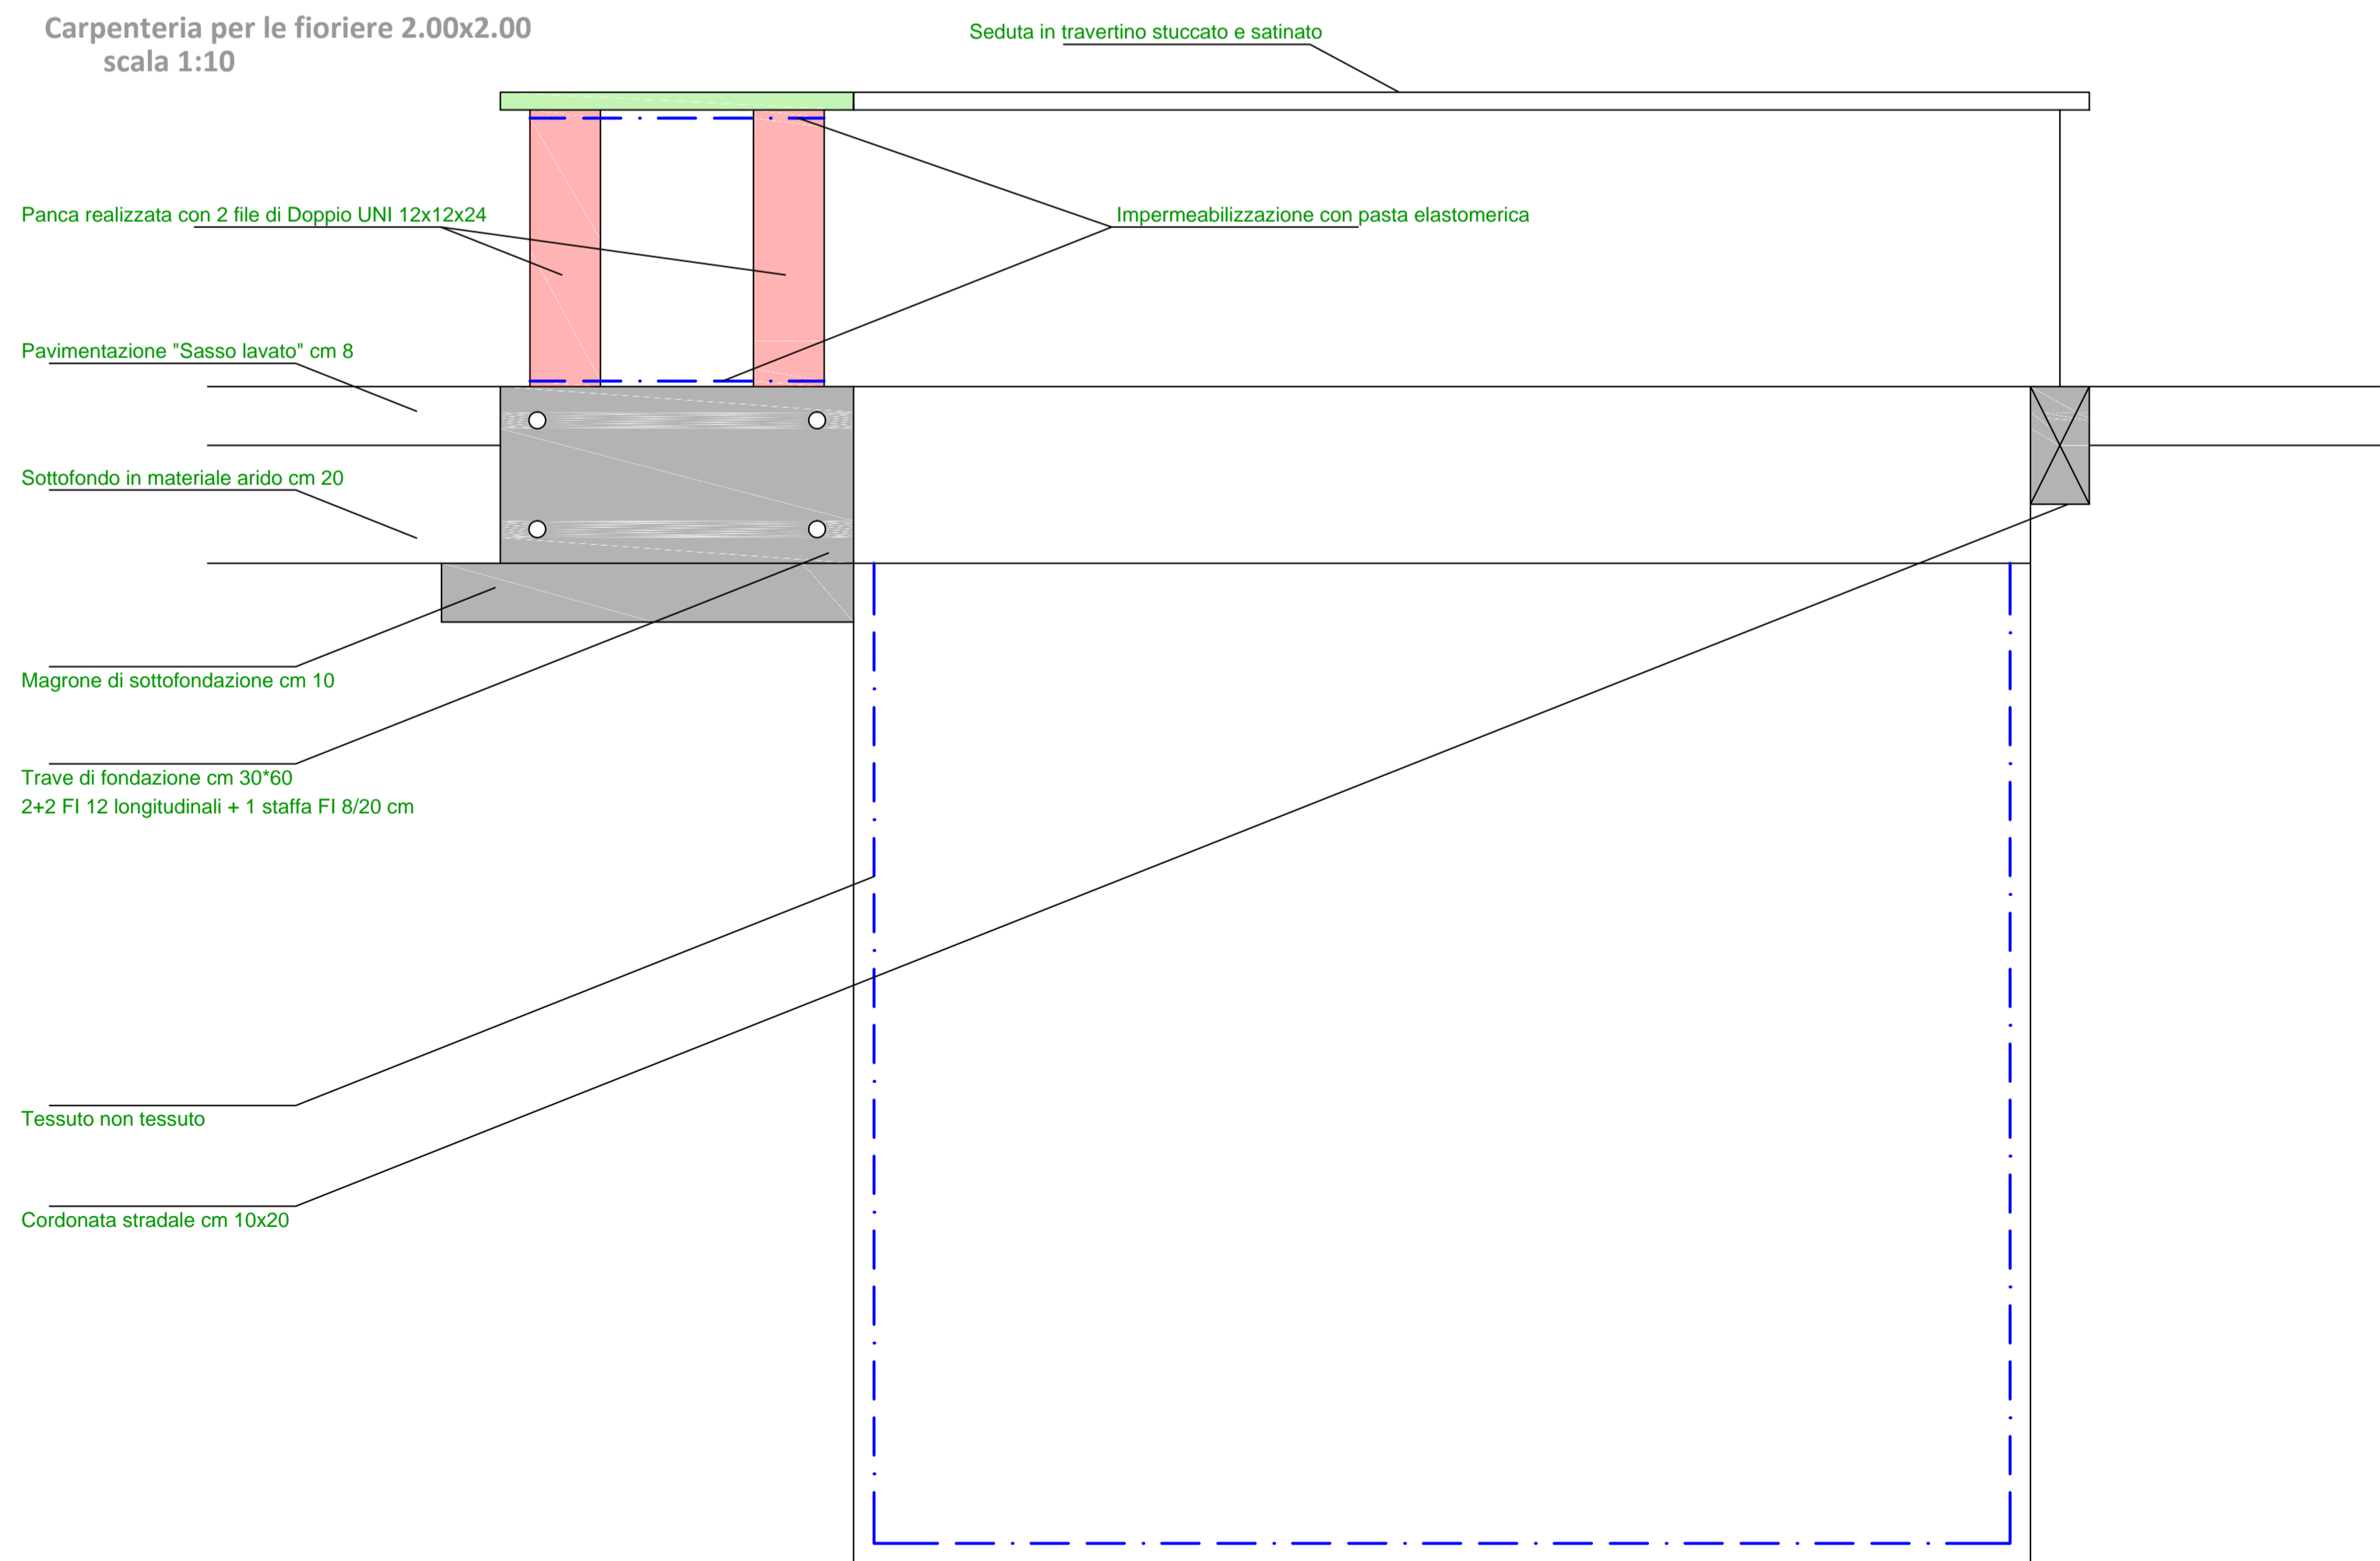 Carpenteria per le fioriere 2.00x2.00
scala 1:10
Seduta in travertino stuccato e satinato
Panca realizzata con 2 file di Doppio UNI 12x12x24
Impermeabilizzazione con pasta elastomerica
Pavimentazione "Sasso lavato" cm 8
Sottofondo in materiale arido cm 20
Magrone di sottofondazione cm 10
Trave di fondazione cm 30*60
2+2 FI 12 longitudinali + 1 staffa FI 8/20 cm
Tessuto non tessuto
Cordonata stradale cm 10x20